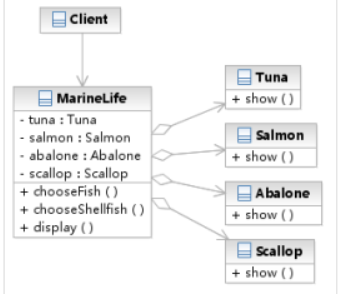 Client
MarineLife
- tuna : Tuna
- salmon : Salmon
- abalone : Abalone
- scallop : Scallop
+ chooseFish ( )
+ chooseShellfish ( )
+ display ( )
Tuna
+ show ( )
Salmon
+ show ( )
Abalone
+ show ( )
Scallop
+ show ( )